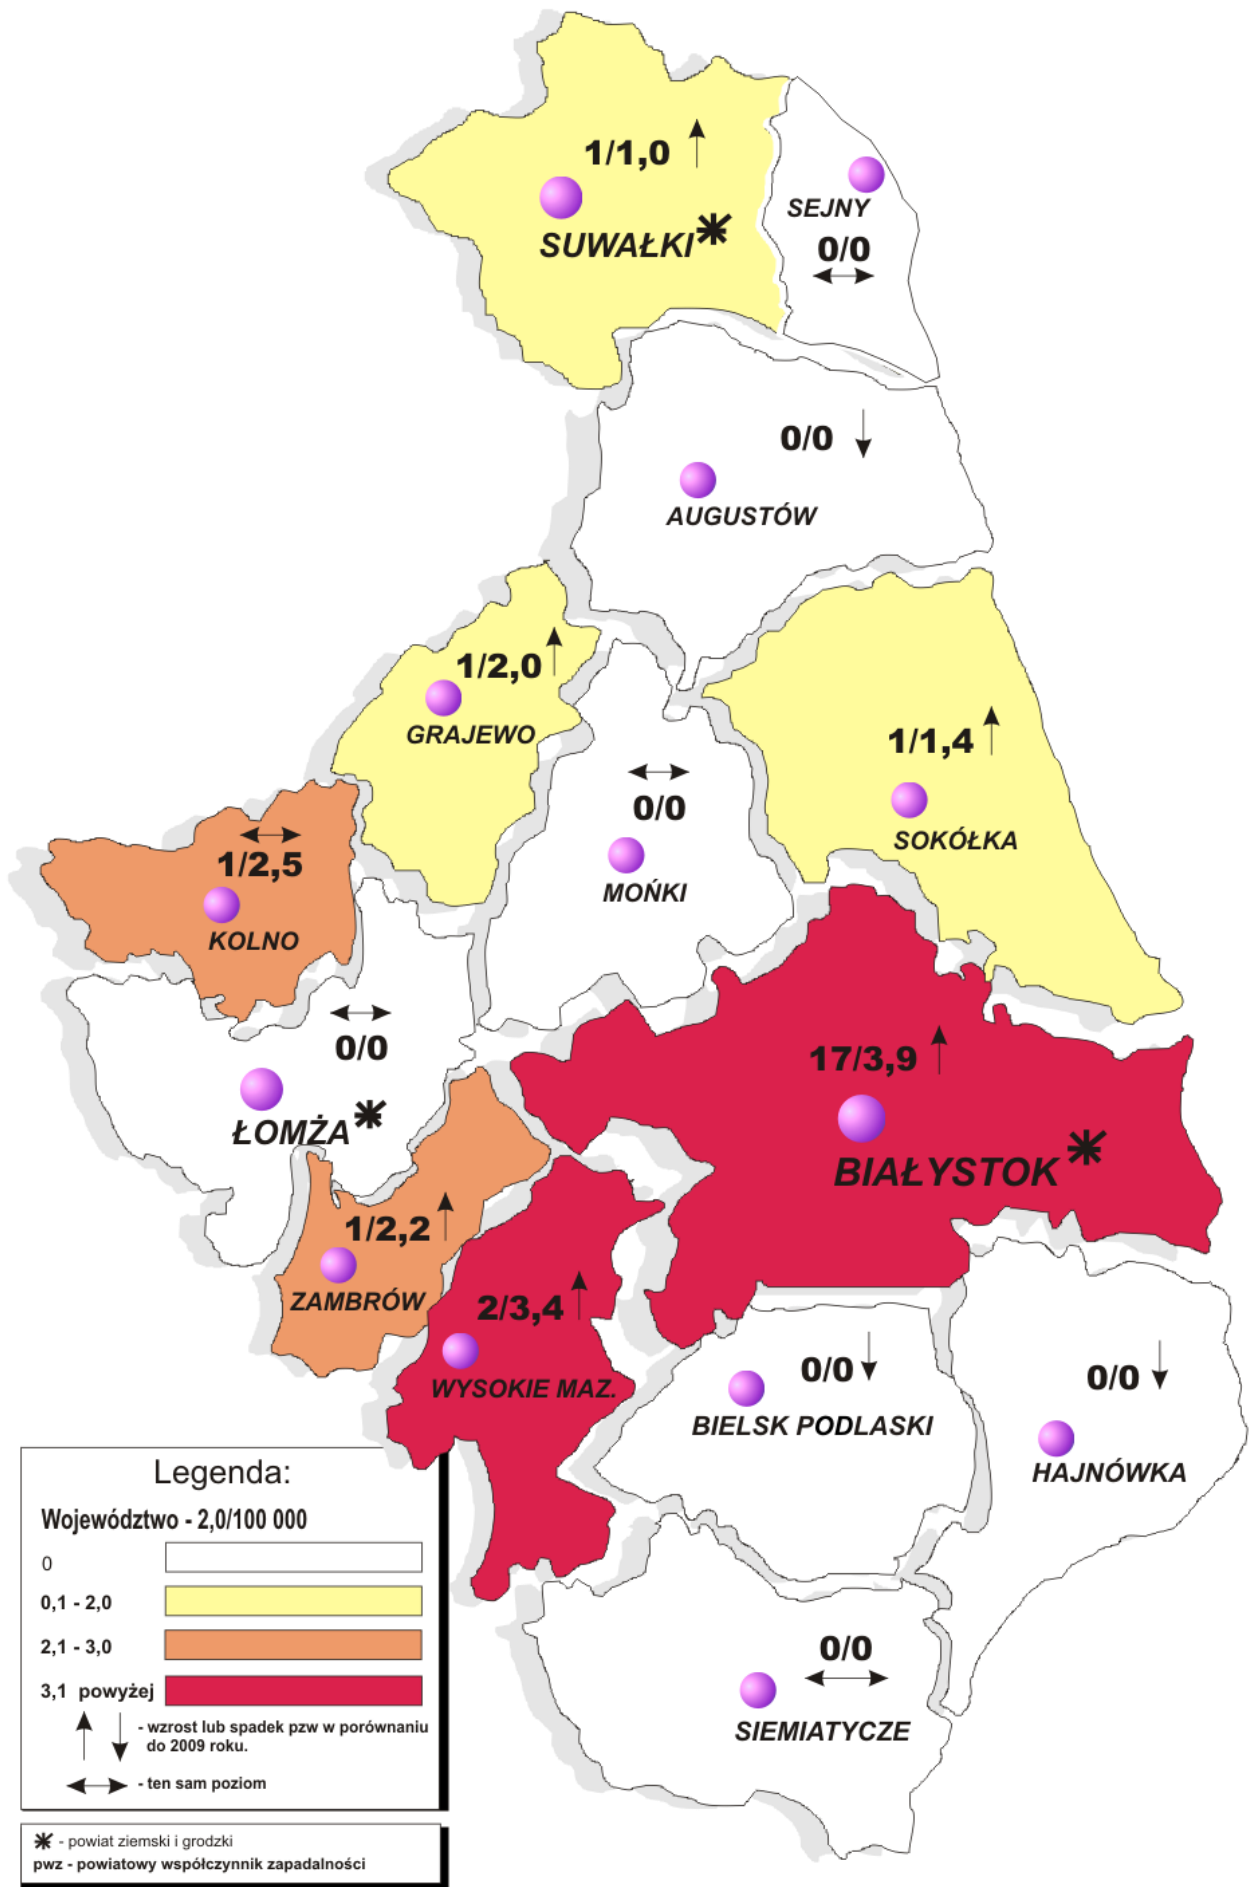 1/1,0
SUWAŁKI
SEJNY
0/0
0/0
AUGUSTÓW
1/2,0
GRAJEWO
1/1,4
SOKÓŁKA
0/0
MOŃKI
1/2,5
KOLNO
0/0
ŁOMŻA
17/3,9
BIAŁYSTOK
1/2,2
ZAMBRÓW
2/3,4
WYSOKIE MAZ.
0/0
BIELSK PODLASKI
0/0
HAJNÓWKA
0/0
SIEMIATYCZE
Legenda:
Województwo - 2,0/100 000
0
0,1 - 2,0
2,1 - 3,0
3,1 powyżej
- wzrost lub spadek pzw w porównaniu
do 2009 roku.
- ten sam poziom
- powiat ziemski i grodzki
pwz - powiatowy współczynnik zapadalności